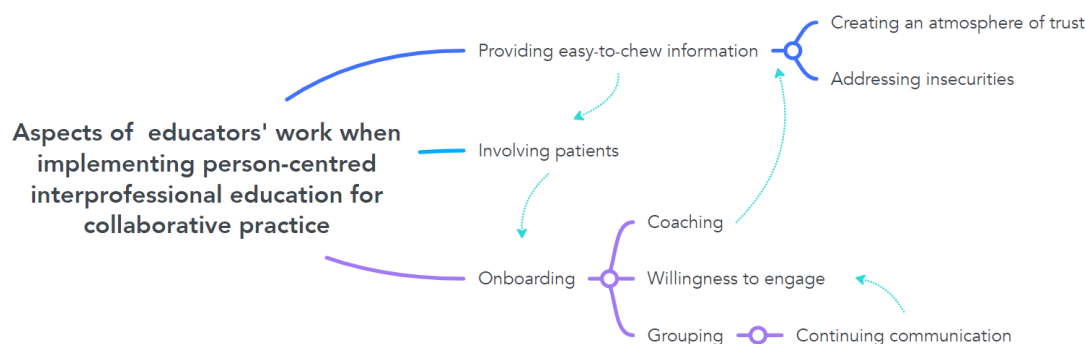 Creating an atmosphere of trust
Providing easy-to-chew information
Addressing insecurities
Aspects of  educators' work when
implementing person-centred
interprofessional education for
collaborative practice
Involving patients
Coaching
Onboarding
Willingness to engage
Grouping
Continuing communication